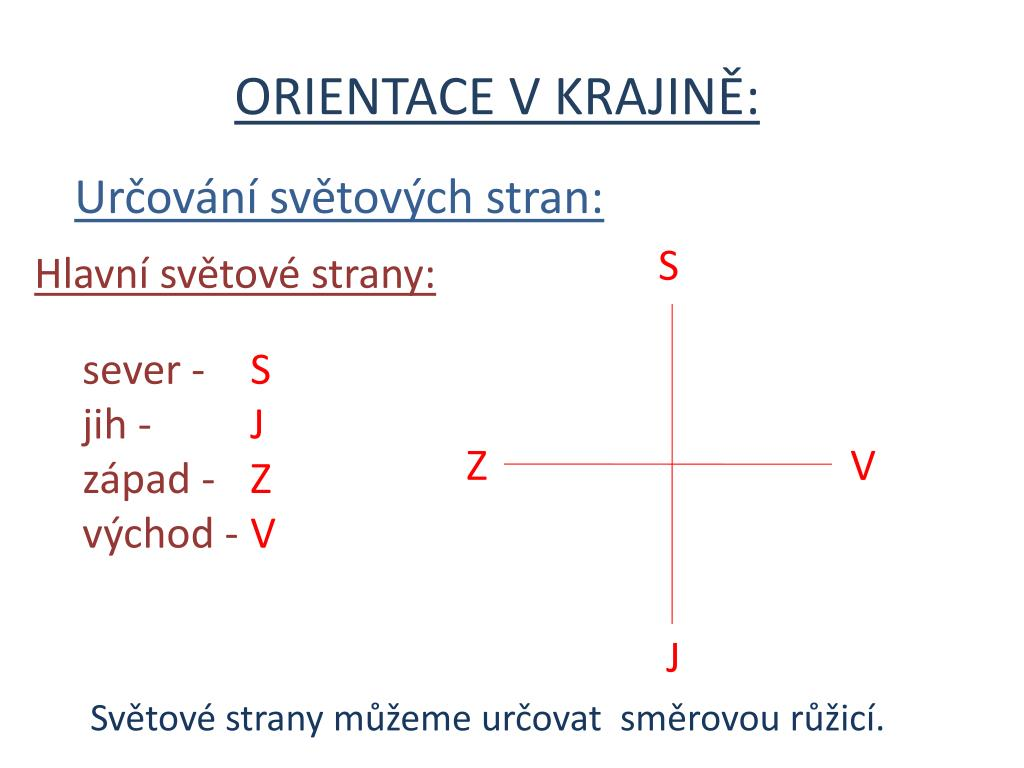 ORIENTACE V KRAJINĚ:
Určování světových stran:
Hlavní světové strany:
sever - S
jih - J
západ - Z
východ - V
S
Z V
J
Světové strany můžeme určovat  směrovou růžicí.